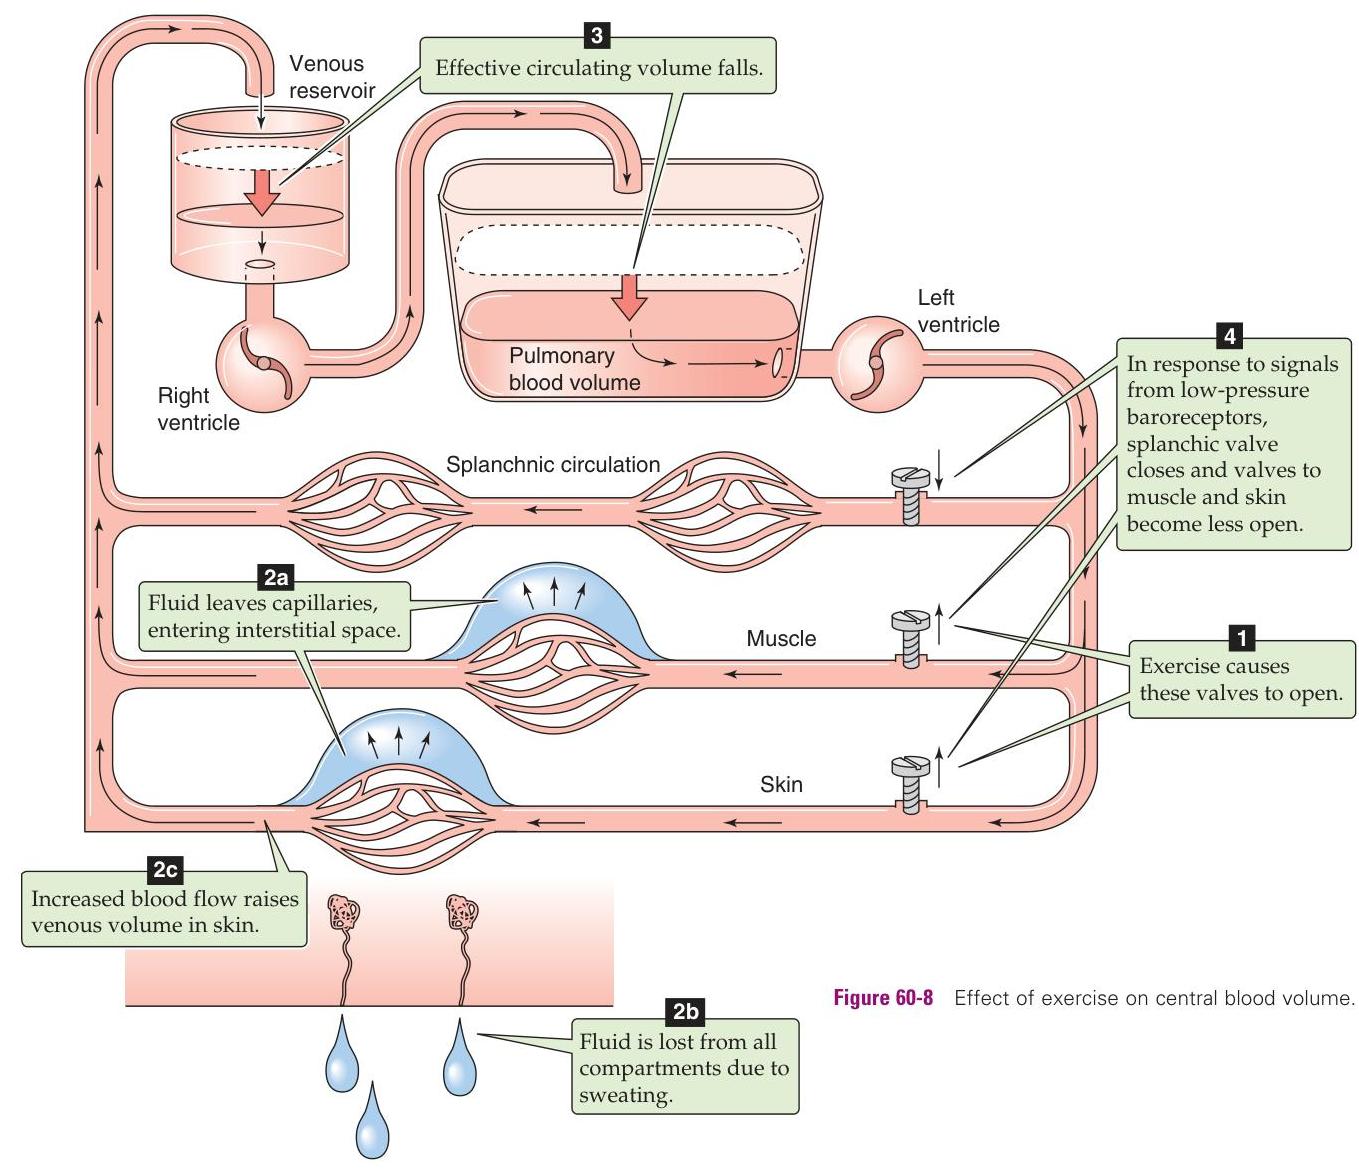 3
Effective circulating volume falls.
Venous
reservoir
Left
ventricle
Pulmonary
blood volume
Right
ventricle
4
In response to signals
from low-pressure
baroreceptors,
splanchic valve
closes and valves to
muscle and skin
become less open.
Splanchnic circulation
2a
Fluid leaves capillaries,
entering interstitial space.
Muscle
1
Exercise causes
these valves to open.
Skin
2c
Increased blood flow raises
venous volume in skin.
Figure 60-8 Effect of exercise on central blood volume.
2b
Fluid is lost from all
compartments due to
sweating.